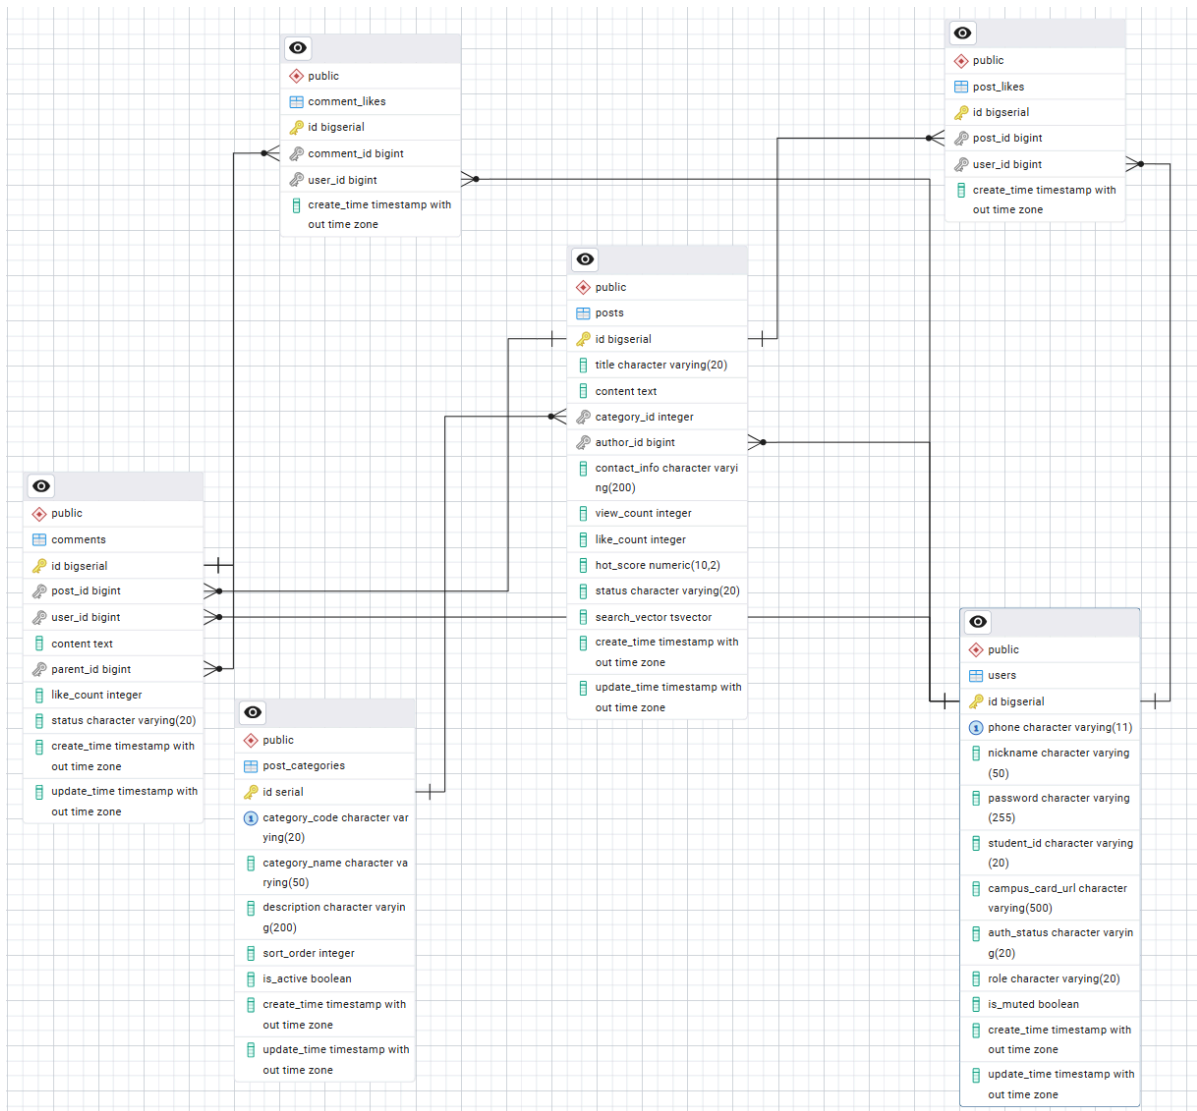 public
comment_likes
id bigserial
comment_id bigint
user_id bigint
create_time timestamp with
out time zone
public
post_likes
id bigserial
post_id bigint
user_id bigint
create_time timestamp with
out time zone
public
posts
id bigserial
title character varying(20)
content text
category_id integer
author_id bigint
contact_info character varyi
ng(200)
view_count integer
like_count integer
hot_score numeric(10,2)
status character varying(20)
search_vector tsvector
create_time timestamp with
out time zone
update_time timestamp with
out time zone
public
comments
id bigserial
post_id bigint
user_id bigint
content text
parent_id bigint
like_count integer
status character varying(20)
create_time timestamp with
out time zone
update_time timestamp with
out time zone
public
post_categories
id serial
1
category_code character var
ying(20)
category_name character va
rying(50)
description character varyin
g(200)
sort_order integer
is_active boolean
create_time timestamp with
out time zone
update_time timestamp with
out time zone
public
users
id bigserial
1
phone character varying(11)
nickname character varying
(50)
password character varying
(255)
student_id character varying
(20)
campus_card_url character
varying(500)
auth_status character varyin
g(20)
role character varying(20)
is_muted boolean
create_time timestamp with
out time zone
update_time timestamp with
out time zone